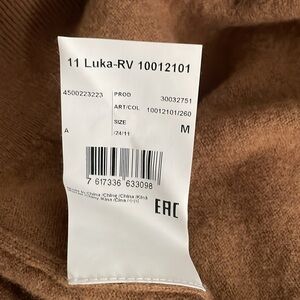 11 Luka-RV 10012101
4500223223 PROD 30032751
ART/COL 10012101/260
SIZE M
A /24/11
7 617336 633098
EAC